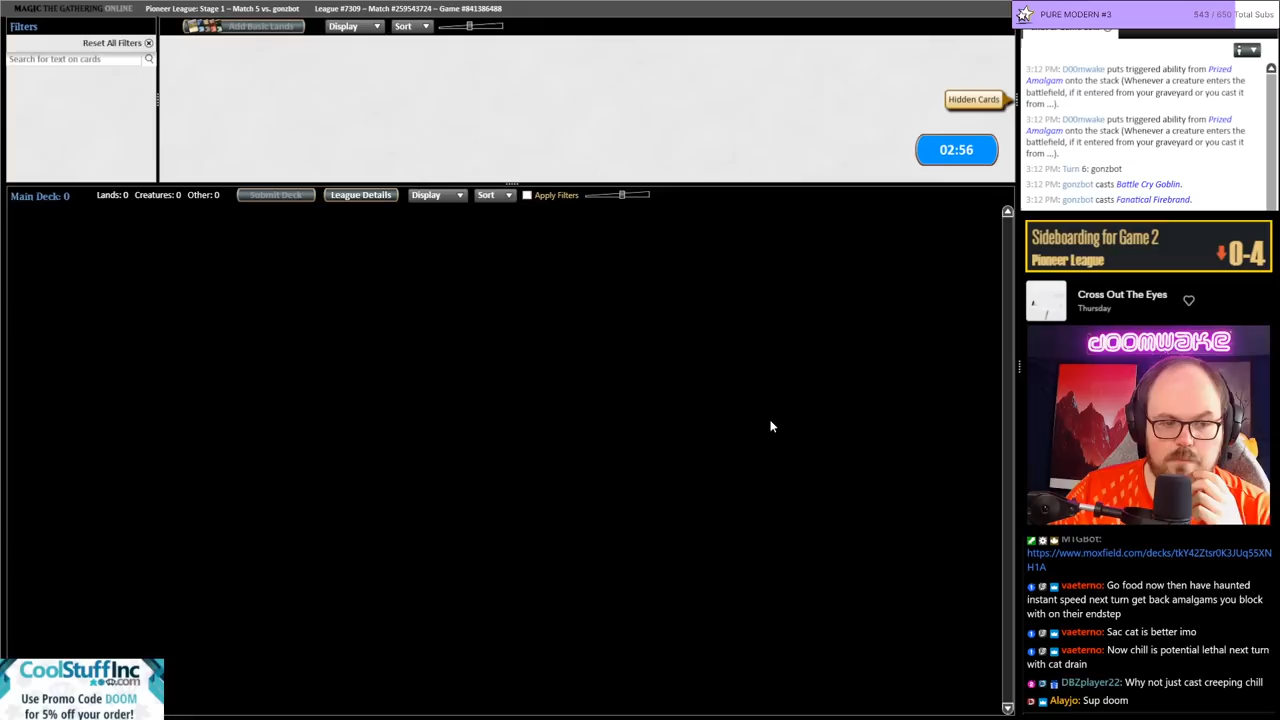 MAGIC THE GATHERING ONLINE Pioneer League: Stage 1 – Match 5 vs. gonzbot League #7309 – Match #259543724 – Game #841386488
Filters
Reset All Filters
Search for text on cards
Add Basic Lands Display Sort
Hidden Cards
02:56
Main Deck: 0 Lands: 0 Creatures: 0 Other: 0 Submit Deck League Details Display Sort Apply Filters
PURE MODERN #3 543 / 650 Total Subs
3:12 PM: D00mwake puts triggered ability from Prized
Amalgam onto the stack (Whenever a creature enters the
battlefield, if it entered from your graveyard or you cast it
from ...).
3:12 PM: D00mwake puts triggered ability from Prized
Amalgam onto the stack (Whenever a creature enters the
battlefield, if it entered from your graveyard or you cast it
from ...).
3:12 PM: Turn 6: gonzbot
3:12 PM: gonzbot casts Battle Cry Goblin.
3:12 PM: gonzbot casts Fanatical Firebrand.
Sideboarding for Game 2
Pioneer League
0-4
Cross Out The Eyes
Thursday
doomwake
MTGBot:
https://www.moxfield.com/decks/tkY42Ztsr0K3JUq55XN
H1A
vaeterno: Go food now then have haunted
instant speed next turn get back amalgams you block
with on their endstep
vaeterno: Sac cat is better imo
vaeterno: Now chill is potential lethal next turn
with cat drain
DBZplayer22: Why not just cast creeping chill
Alayjo: Sup doom
CoolStuffInc
.com
Use Promo Code DOOM
for 5% off your order!